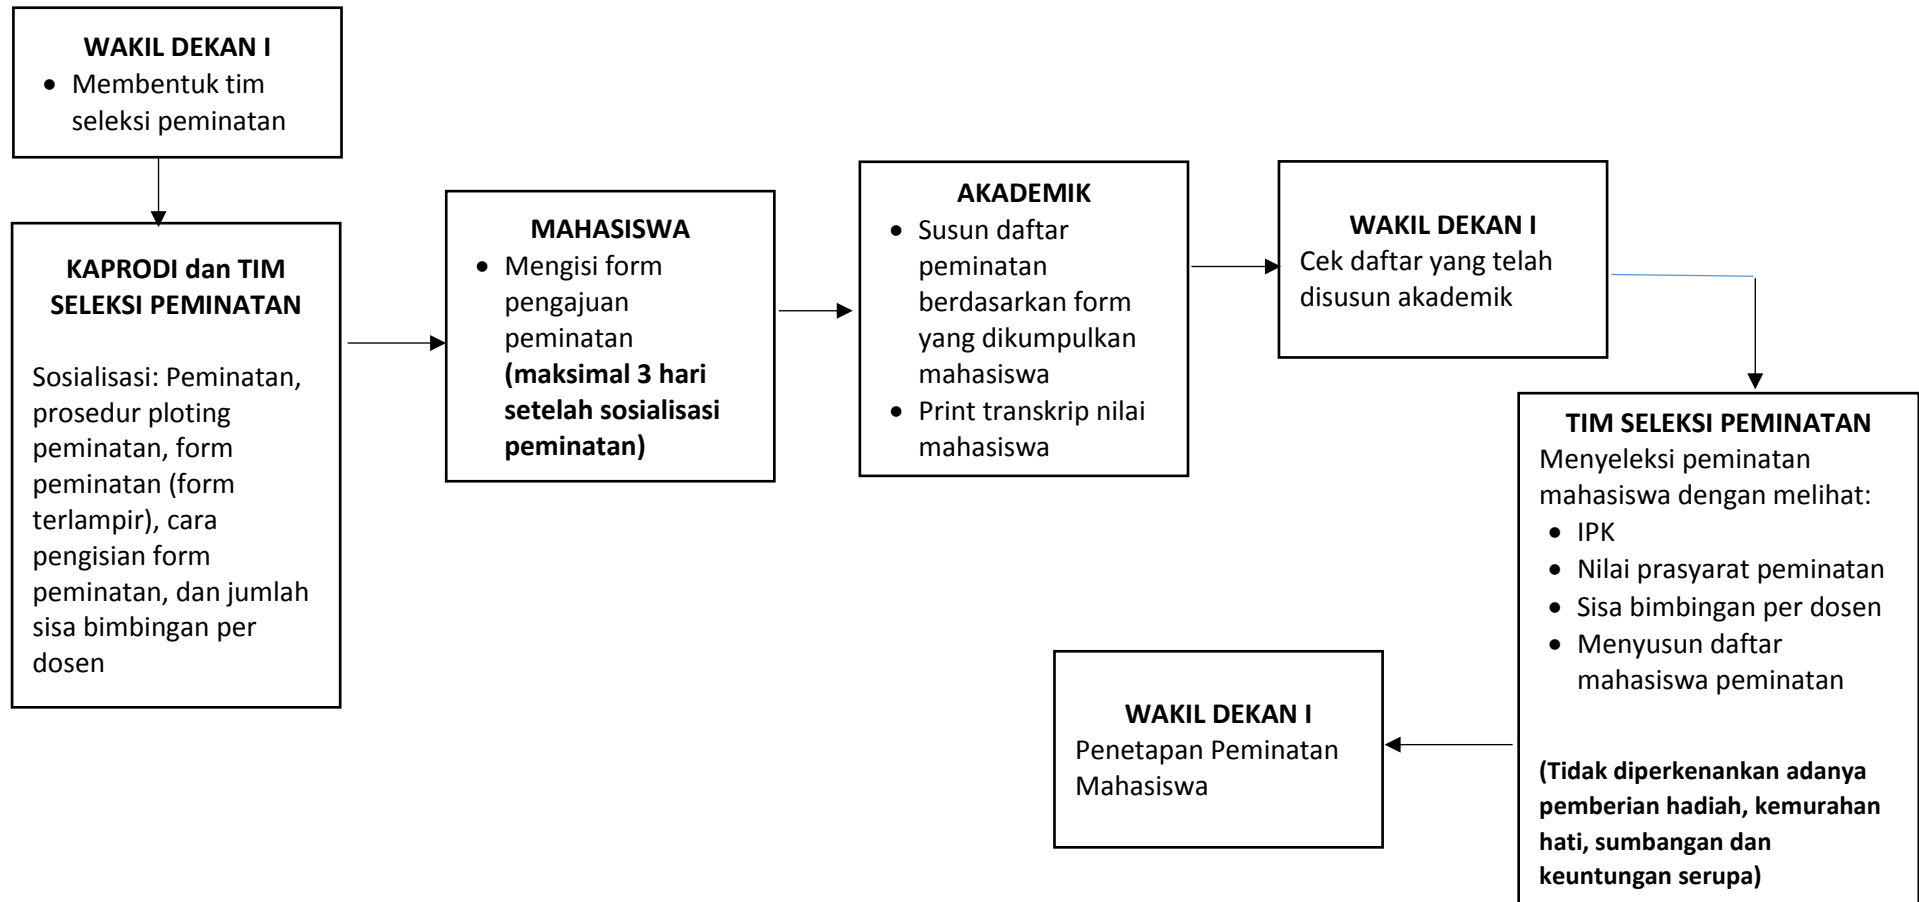 WAKIL DEKAN I
• Membentuk tim
seleksi peminatan
KAPRODI dan TIM
SELEKSI PEMINATAN
Sosialisasi: Peminatan,
prosedur ploting
peminatan, form
peminatan (form
terlampir), cara
pengisian form
peminatan, dan jumlah
sisa bimbingan per
dosen
MAHASISWA
• Mengisi form
pengajuan
peminatan
(maksimal 3 hari
setelah sosialisasi
peminatan)
AKADEMIK
• Susun daftar
peminatan
berdasarkan form
yang dikumpulkan
mahasiswa
• Print transkrip nilai
mahasiswa
WAKIL DEKAN I
Cek daftar yang telah
disusun akademik
TIM SELEKSI PEMINATAN
Menyeleksi peminatan
mahasiswa dengan melihat:
• IPK
• Nilai prasyarat peminatan
• Sisa bimbingan per dosen
• Menyusun daftar
mahasiswa peminatan
(Tidak diperkenankan adanya
pemberian hadiah, kemurahan
hati, sumbangan dan
keuntungan serupa)
WAKIL DEKAN I
Penetapan Peminatan
Mahasiswa